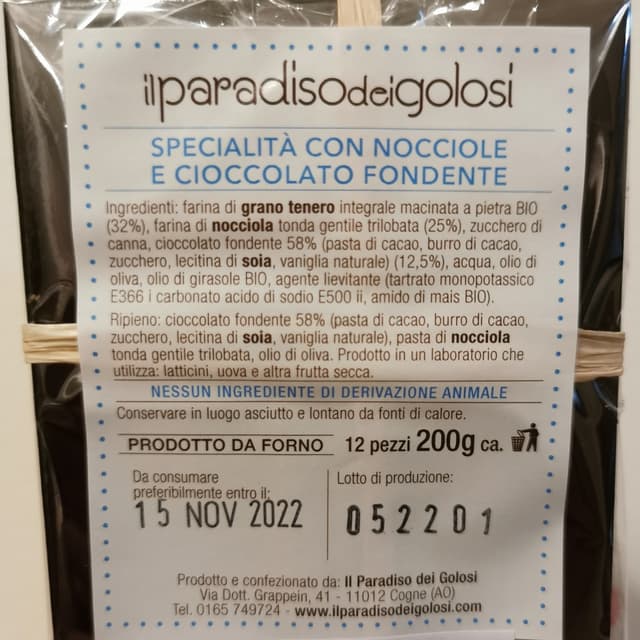 ilparadisodeigolosi
SPECIALITÀ CON NOCCIOLE
E CIOCCOLATO FONDENTE
Ingredienti: farina di grano tenero integrale macinata a pietra BIO
(32%), farina di nocciola tonda gentile trilobata (25%), zucchero di
canna, cioccolato fondente 58% (pasta di cacao, burro di cacao,
zucchero, lecitina di soia, vaniglia naturale) (12,5%), acqua, olio di
oliva, olio di girasole BIO, agente lievitante (tartrato monopotassico
E366 i carbonato acido di sodio E500 ii, amido di mais BIO).
Ripieno: cioccolato fondente 58% (pasta di cacao, burro di cacao,
zucchero, lecitina di soia, vaniglia naturale), pasta di nocciola
tonda gentile trilobata, olio di oliva. Prodotto in un laboratorio che
utilizza: latticini, uova e altra frutta secca.
NESSUN INGREDIENTE DI DERIVAZIONE ANIMALE
Conservare in luogo asciutto e lontano da fonti di calore.
PRODOTTO DA FORNO 12 pezzi 200g ca.
Da consumare
preferibilmente entro il:
15 NOV 2022
Lotto di produzione:
052201
Prodotto e confezionato da: Il Paradiso dei Golosi
Via Dott. Grappein, 41 - 11012 Cogne (AO)
Tel. 0165 749724 - www.ilparadisodeigolosi.com